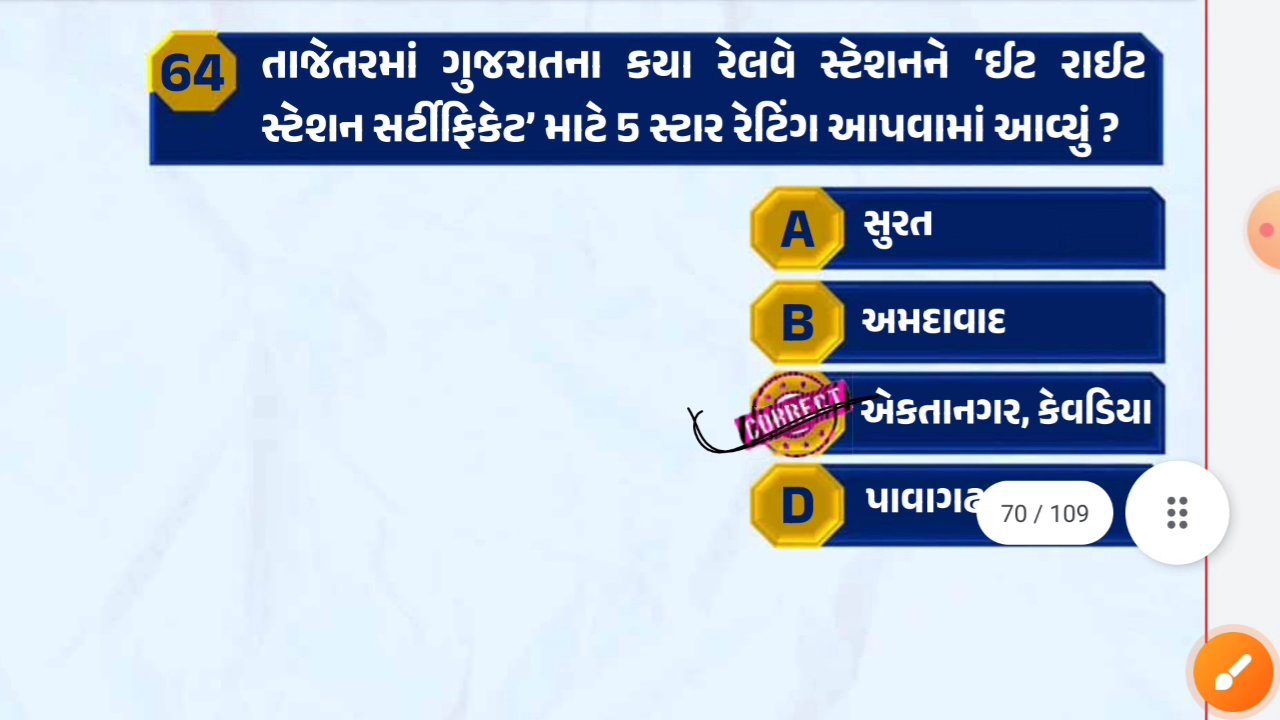 64
તાજેતરમાં ગુજરાતના કયા રેલવે સ્ટેશનને ‘ઈટ રાઈટ
સ્ટેશન સર્ટીફિકેટ’ માટે 5 સ્ટાર રેટિંગ આપવામાં આવ્યું ?
A સુરત
B અમદાવાદ
CORRECT એકતાનગર, કેવડિયા
D પાવાગઢ
70 / 109